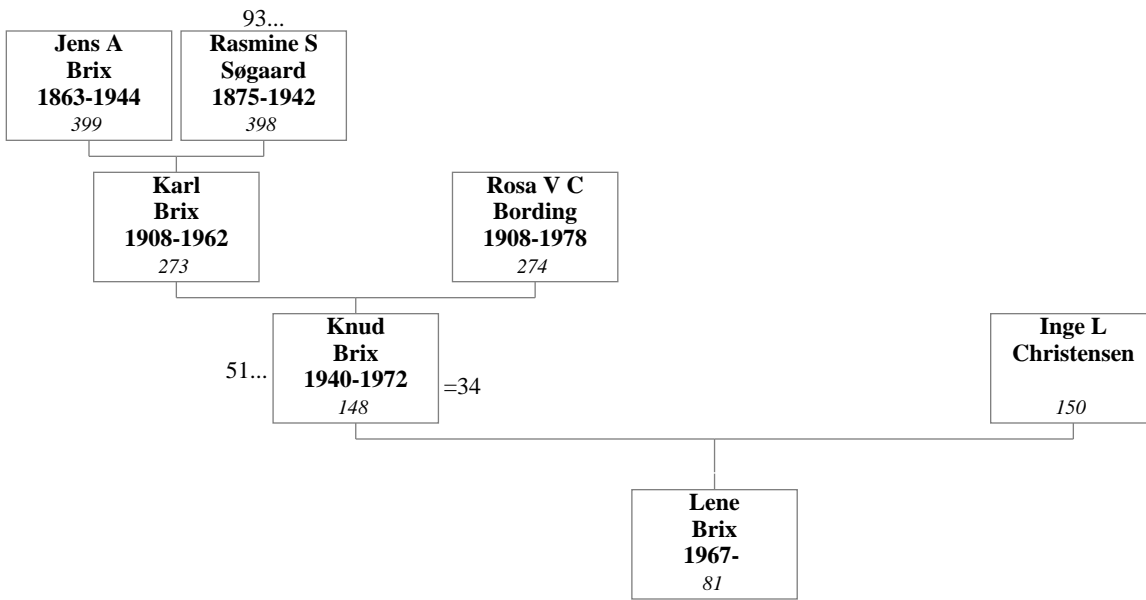 93...
Jens A
Brix
1863-1944
399
Rasmine S
Søgaard
1875-1942
398
Karl
Brix
1908-1962
273
Rosa V C
Bording
1908-1978
274
51...
Knud
Brix
1940-1972
148
=34
Inge L
Christensen
150
Lene
Brix
1967-
81